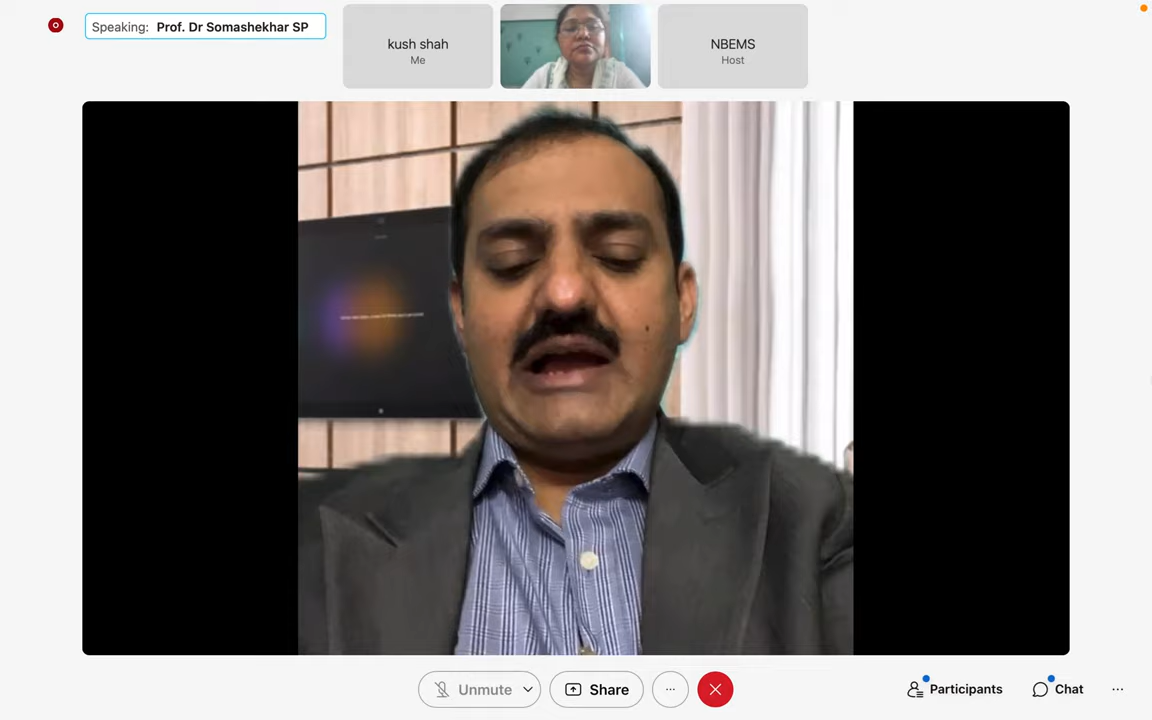 Speaking: Prof. Dr Somashekhar SP
kush shah
Me
NBEMS
Host
Unmute
Share
Participants
Chat